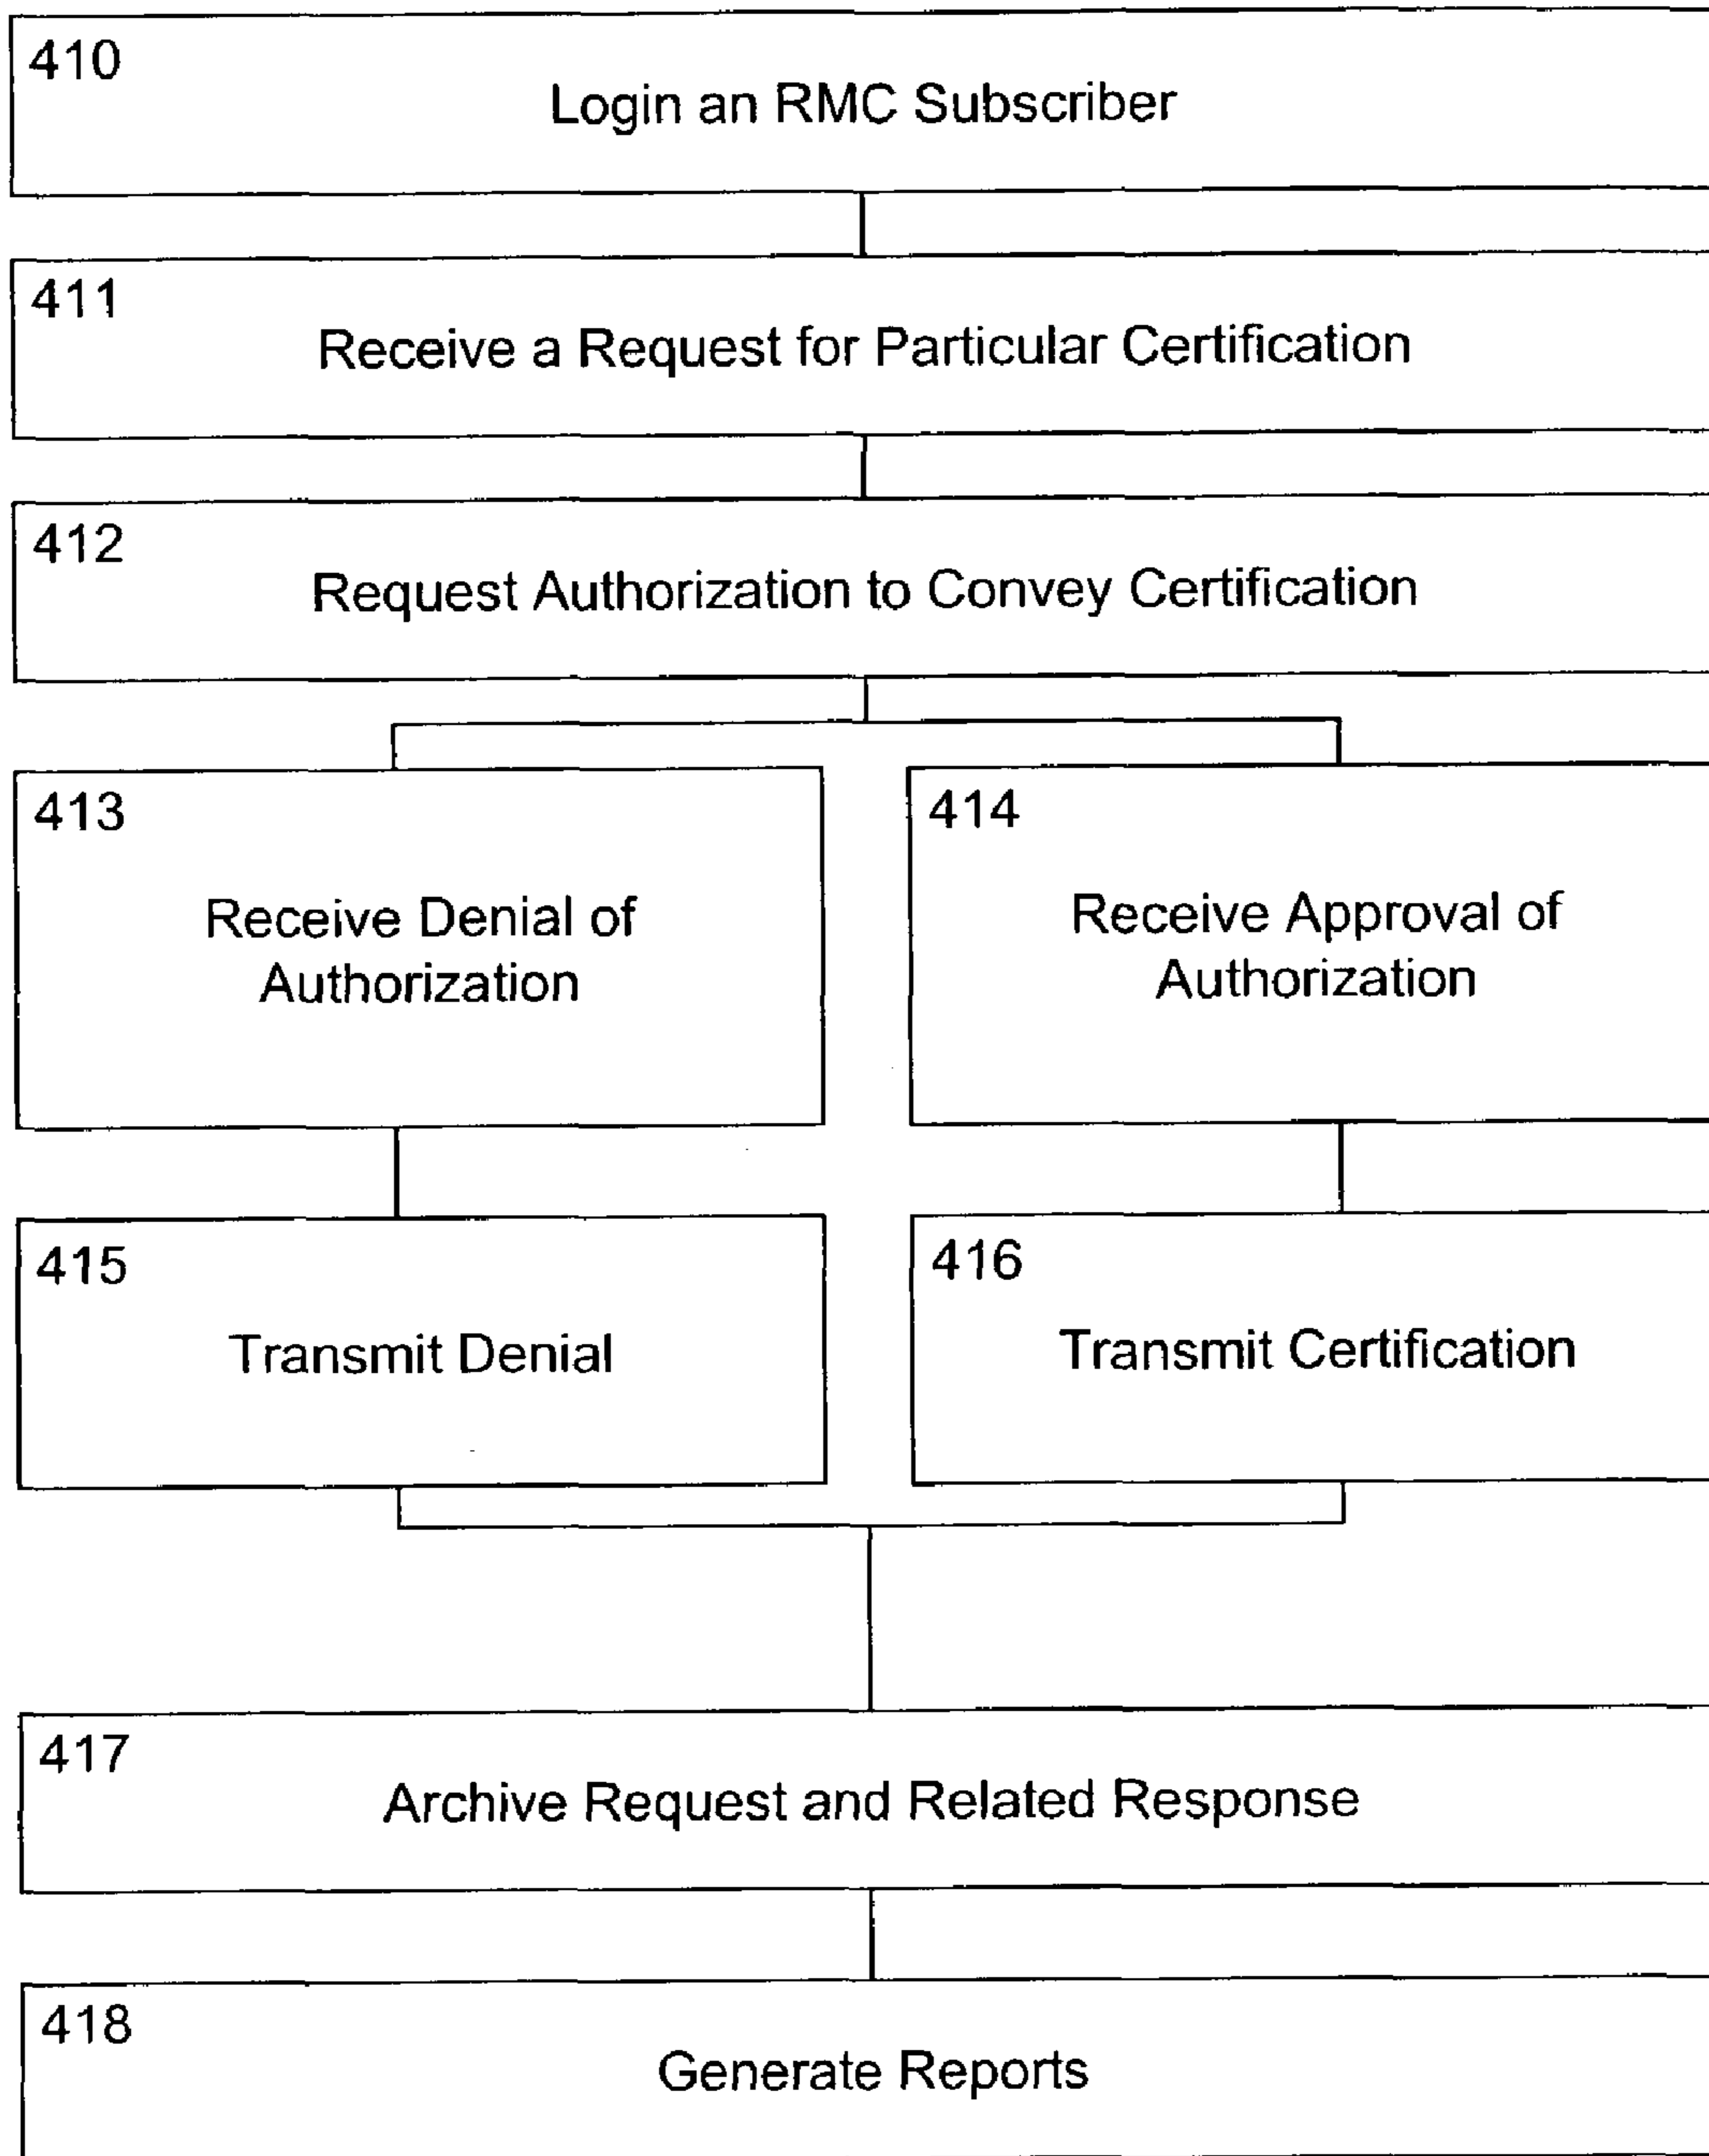 410
Login an RMC Subscriber
411
Receive a Request for Particular Certification
412
Request Authorization to Convey Certification
413
Receive Denial of
Authorization
414
Receive Approval of
Authorization
415
Transmit Denial
416
Transmit Certification
417
Archive Request and Related Response
418
Generate Reports